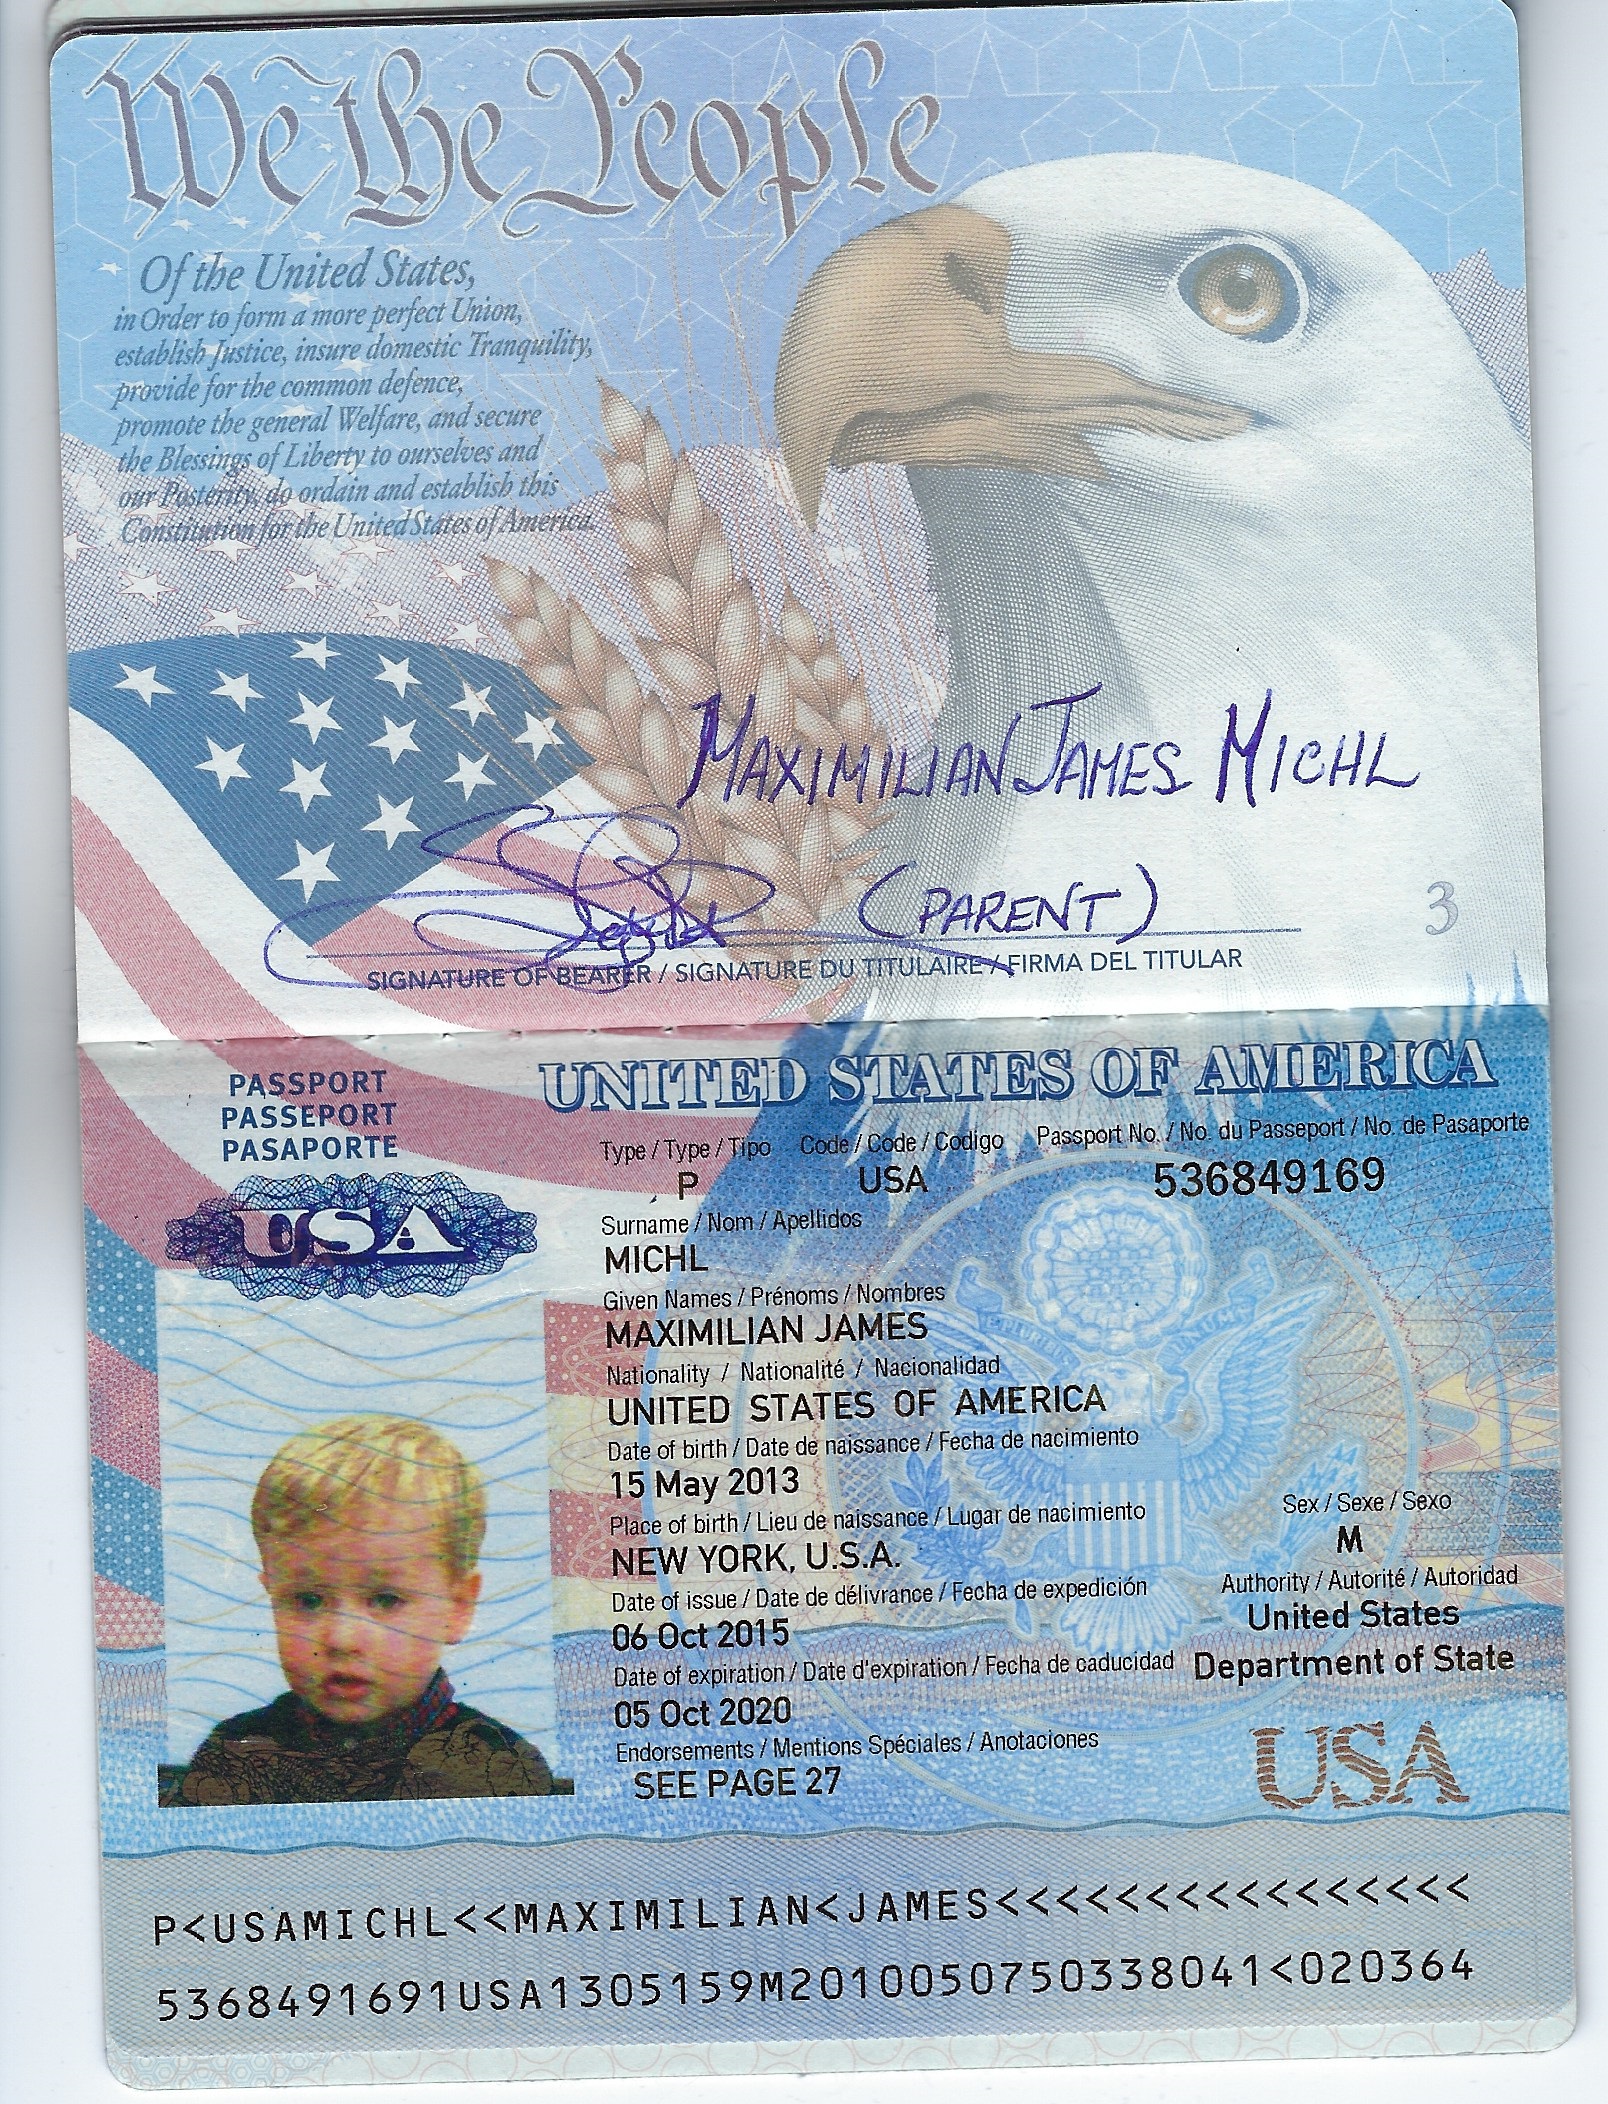 We the People
Of the United States,
in Order to form a more perfect Union,
establish Justice, insure domestic Tranquility,
provide for the common defence,
promote the general Welfare, and secure
the Blessings of Liberty to ourselves and
our Posterity, do ordain and establish this
Constitution for the United States of America.
MAXIMILIAN JAMES MICHL
(PARENT)
3
SIGNATURE OF BEARER / SIGNATURE DU TITULAIRE / FIRMA DEL TITULAR
PASSPORT
PASSEPORT
PASAPORTE
USA
UNITED STATES OF AMERICA
Type / Type / Tipo Code / Code / Codigo Passport No. / No. du Passeport / No. de Pasaporte
P USA 536849169
Surname / Nom / Apellidos
MICHL
Given Names / Prénoms / Nombres
MAXIMILIAN JAMES
Nationality / Nationalité / Nacionalidad
UNITED STATES OF AMERICA
Date of birth / Date de naissance / Fecha de nacimiento
15 May 2013
Place of birth / Lieu de naissance / Lugar de nacimiento
NEW YORK, U.S.A.
Sex / Sexe / Sexo
M
Date of issue / Date de délivrance / Fecha de expedición
06 Oct 2015
Authority / Autorité / Autoridad
United States
Department of State
Date of expiration / Date d'expiration / Fecha de caducidad
05 Oct 2020
Endorsements / Mentions Spéciales / Anotaciones
SEE PAGE 27
USA
P<USAMICHL<<MAXIMILIAN<JAMES<<<<<<<<<<<<<<<<
5368491691USA1305159M2010050750338041<020364